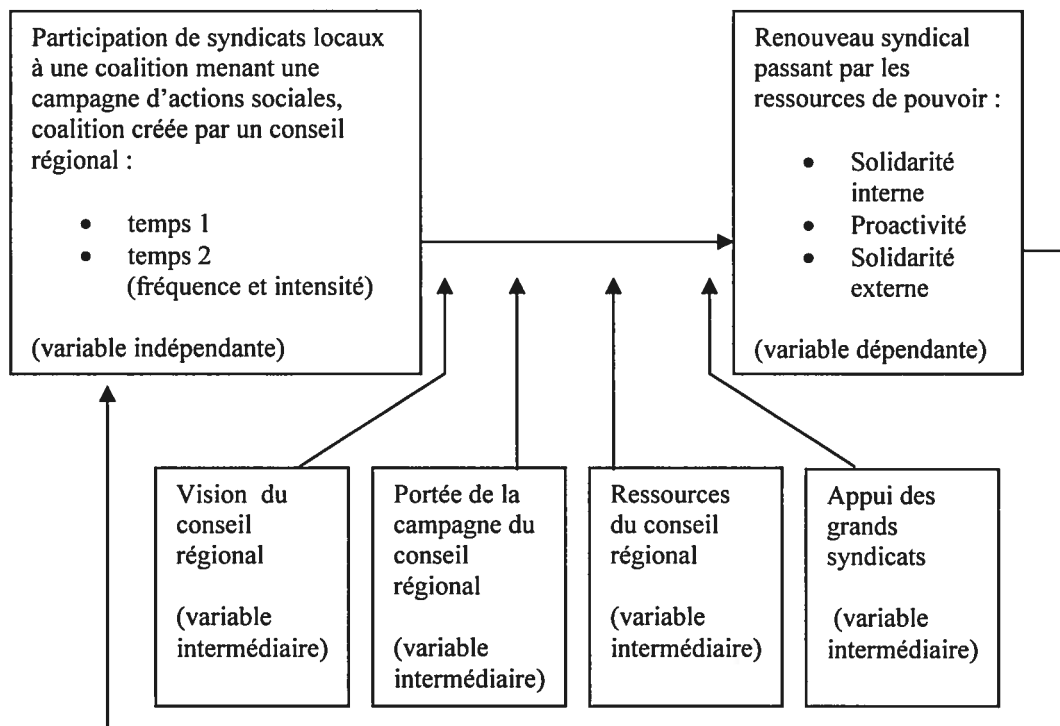 Participation de syndicats locaux
à une coalition menant une
campagne d'actions sociales,
coalition créée par un conseil
régional :
• temps 1
• temps 2
(fréquence et intensité)
(variable indépendante)
Renouveau syndical
passant par les
ressources de pouvoir :
• Solidarité
interne
• Proactivité
• Solidarité
externe
(variable dépendante)
Vision du
conseil
régional
(variable
intermédiaire)
Portée de la
campagne du
conseil
régional
(variable
intermédiaire)
Ressources
du conseil
régional
(variable
intermédiaire)
Appui des
grands
syndicats
(variable
intermédiaire)